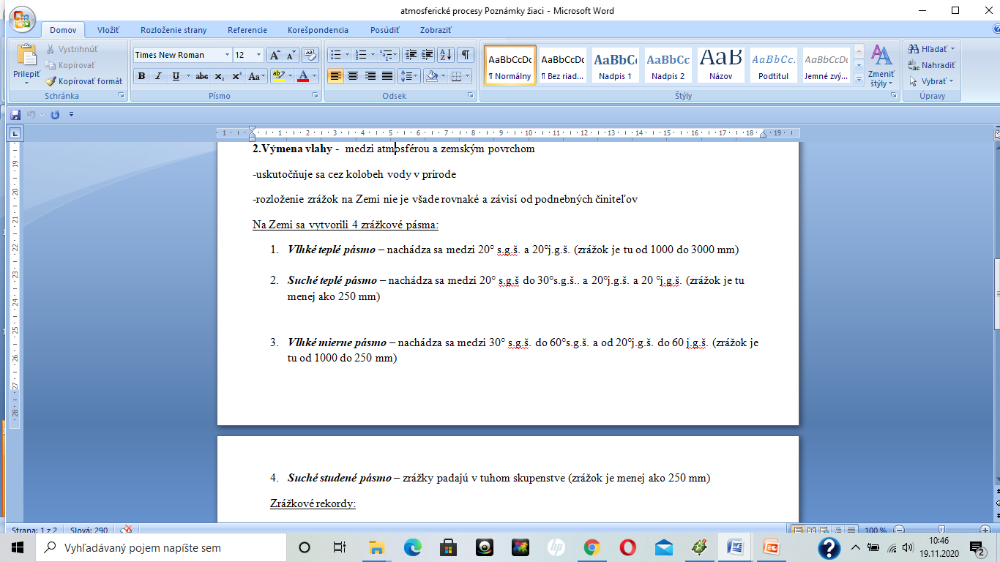 atmosferické procesy Poznámky žiaci - Microsoft Word
Domov Vložiť Rozloženie strany Referencie Korešpondencia Posúdiť Zobraziť
Prilepiť
Vystrihnúť
Kopírovať
Kopírovať formát
Schránka
Times New Roman 12
Písmo
Odsek
AaBbCcDc AaBbCcDc AaBbCc AaBbCc AaB AaBbCc. AaBbCcDc
¶ Normálny ¶ Bez riad... Nadpis 1 Nadpis 2 Názov Podtitul Jemné zvý...
Zmeniť štýly
Štýly
Hľadať
Nahradiť
Vybrať
Úpravy
2.Výmena vlahy - medzi atmosférou a zemským povrchom
-uskutočňuje sa cez kolobeh vody v prírode
-rozloženie zrážok na Zemi nie je všade rovnaké a závisí od podnebných činiteľov
Na Zemi sa vytvorili 4 zrážkové pásma:
1. Vlhké teplé pásmo – nachádza sa medzi 20° s.g.š. a 20°j.g.š. (zrážok je tu od 1000 do 3000 mm)
2. Suché teplé pásmo – nachádza sa medzi 20° s.g.š do 30°s.g.š.. a 20°j.g.š. a 20 °j.g.š. (zrážok je tu
menej ako 250 mm)
3. Vlhké mierne pásmo – nachádza sa medzi 30° s.g.š. do 60°s.g.š. a od 20°j.g.š. do 60 j.g.š. (zrážok je
tu od 1000 do 250 mm)
4. Suché studené pásmo – zrážky padajú v tuhom skupenstve (zrážok je menej ako 250 mm)
Zrážkové rekordy:
Strana: 1 z 2 Slová: 290 100 %
Vyhľadávaný pojem napíšte sem
10:46
19.11.2020
2